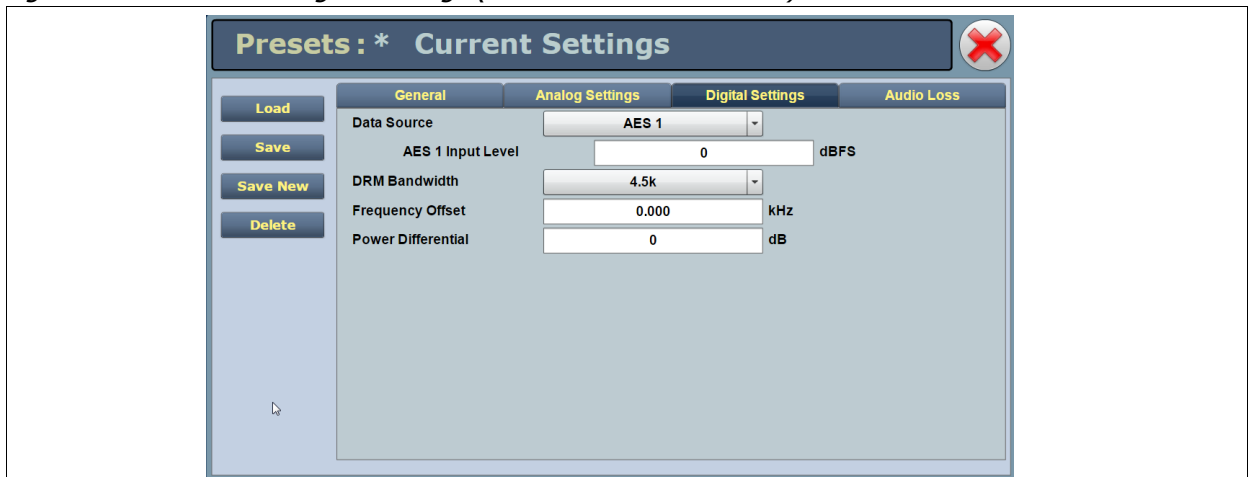 Presets:* Current Settings
Load
Save
Save New
Delete
General Analog Settings Digital Settings Audio Loss
Data Source AES 1
AES 1 Input Level 0 dBFS
DRM Bandwidth 4.5k
Frequency Offset 0.000 kHz
Power Differential 0 dB